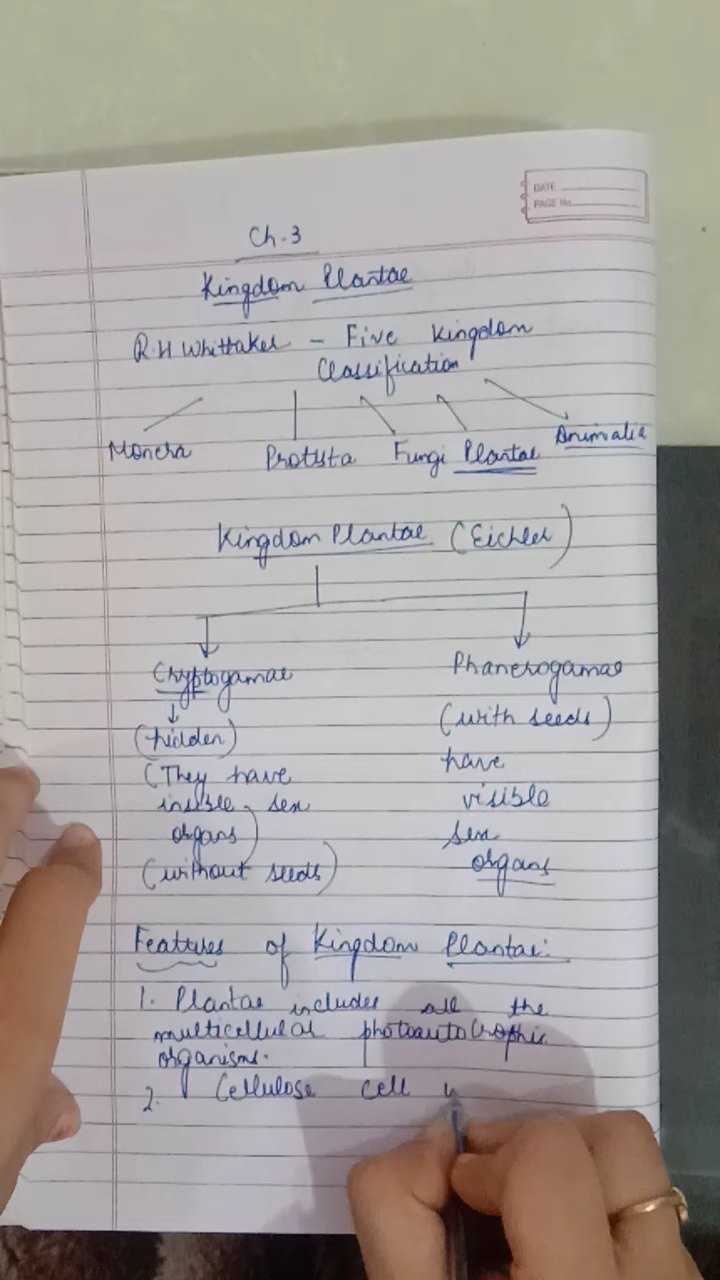 DATE
PAGE No.
Ch-3
Kingdom Plantae
R.H Whittaker - Five Kingdom
Classification
Monera Protista Fungi Plantae Animalia
Kingdom Plantae (Eichler)
Cryptogamae Phanerogamae
(hidden) (with seeds)
(They have have
visible
organs) sex
(without seeds) organs
Features of Kingdom Plantae:
1. Plantae includes all the
multicellular photoautotrophic
organisms.
2. Cellulose cell w